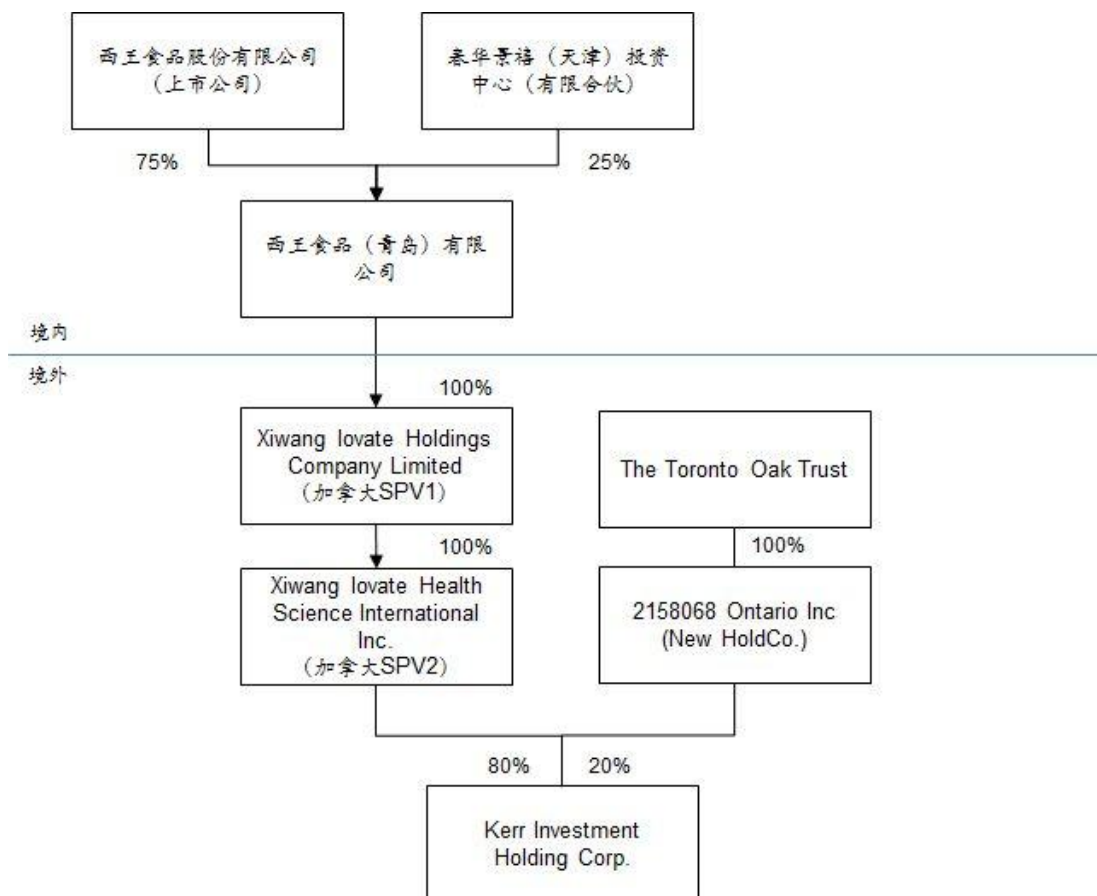 西王食品股份有限公司
（上市公司）
春华景禧（天津）投资
中心（有限合伙）
75%
25%
西王食品（青岛）有限
公司
境内
境外
100%
Xiwang Iovate Holdings
Company Limited
（加拿大SPV1）
The Toronto Oak Trust
100%
100%
Xiwang Iovate Health
Science International
Inc.
（加拿大SPV2）
2158068 Ontario Inc
(New HoldCo.)
80%
20%
Kerr Investment
Holding Corp.